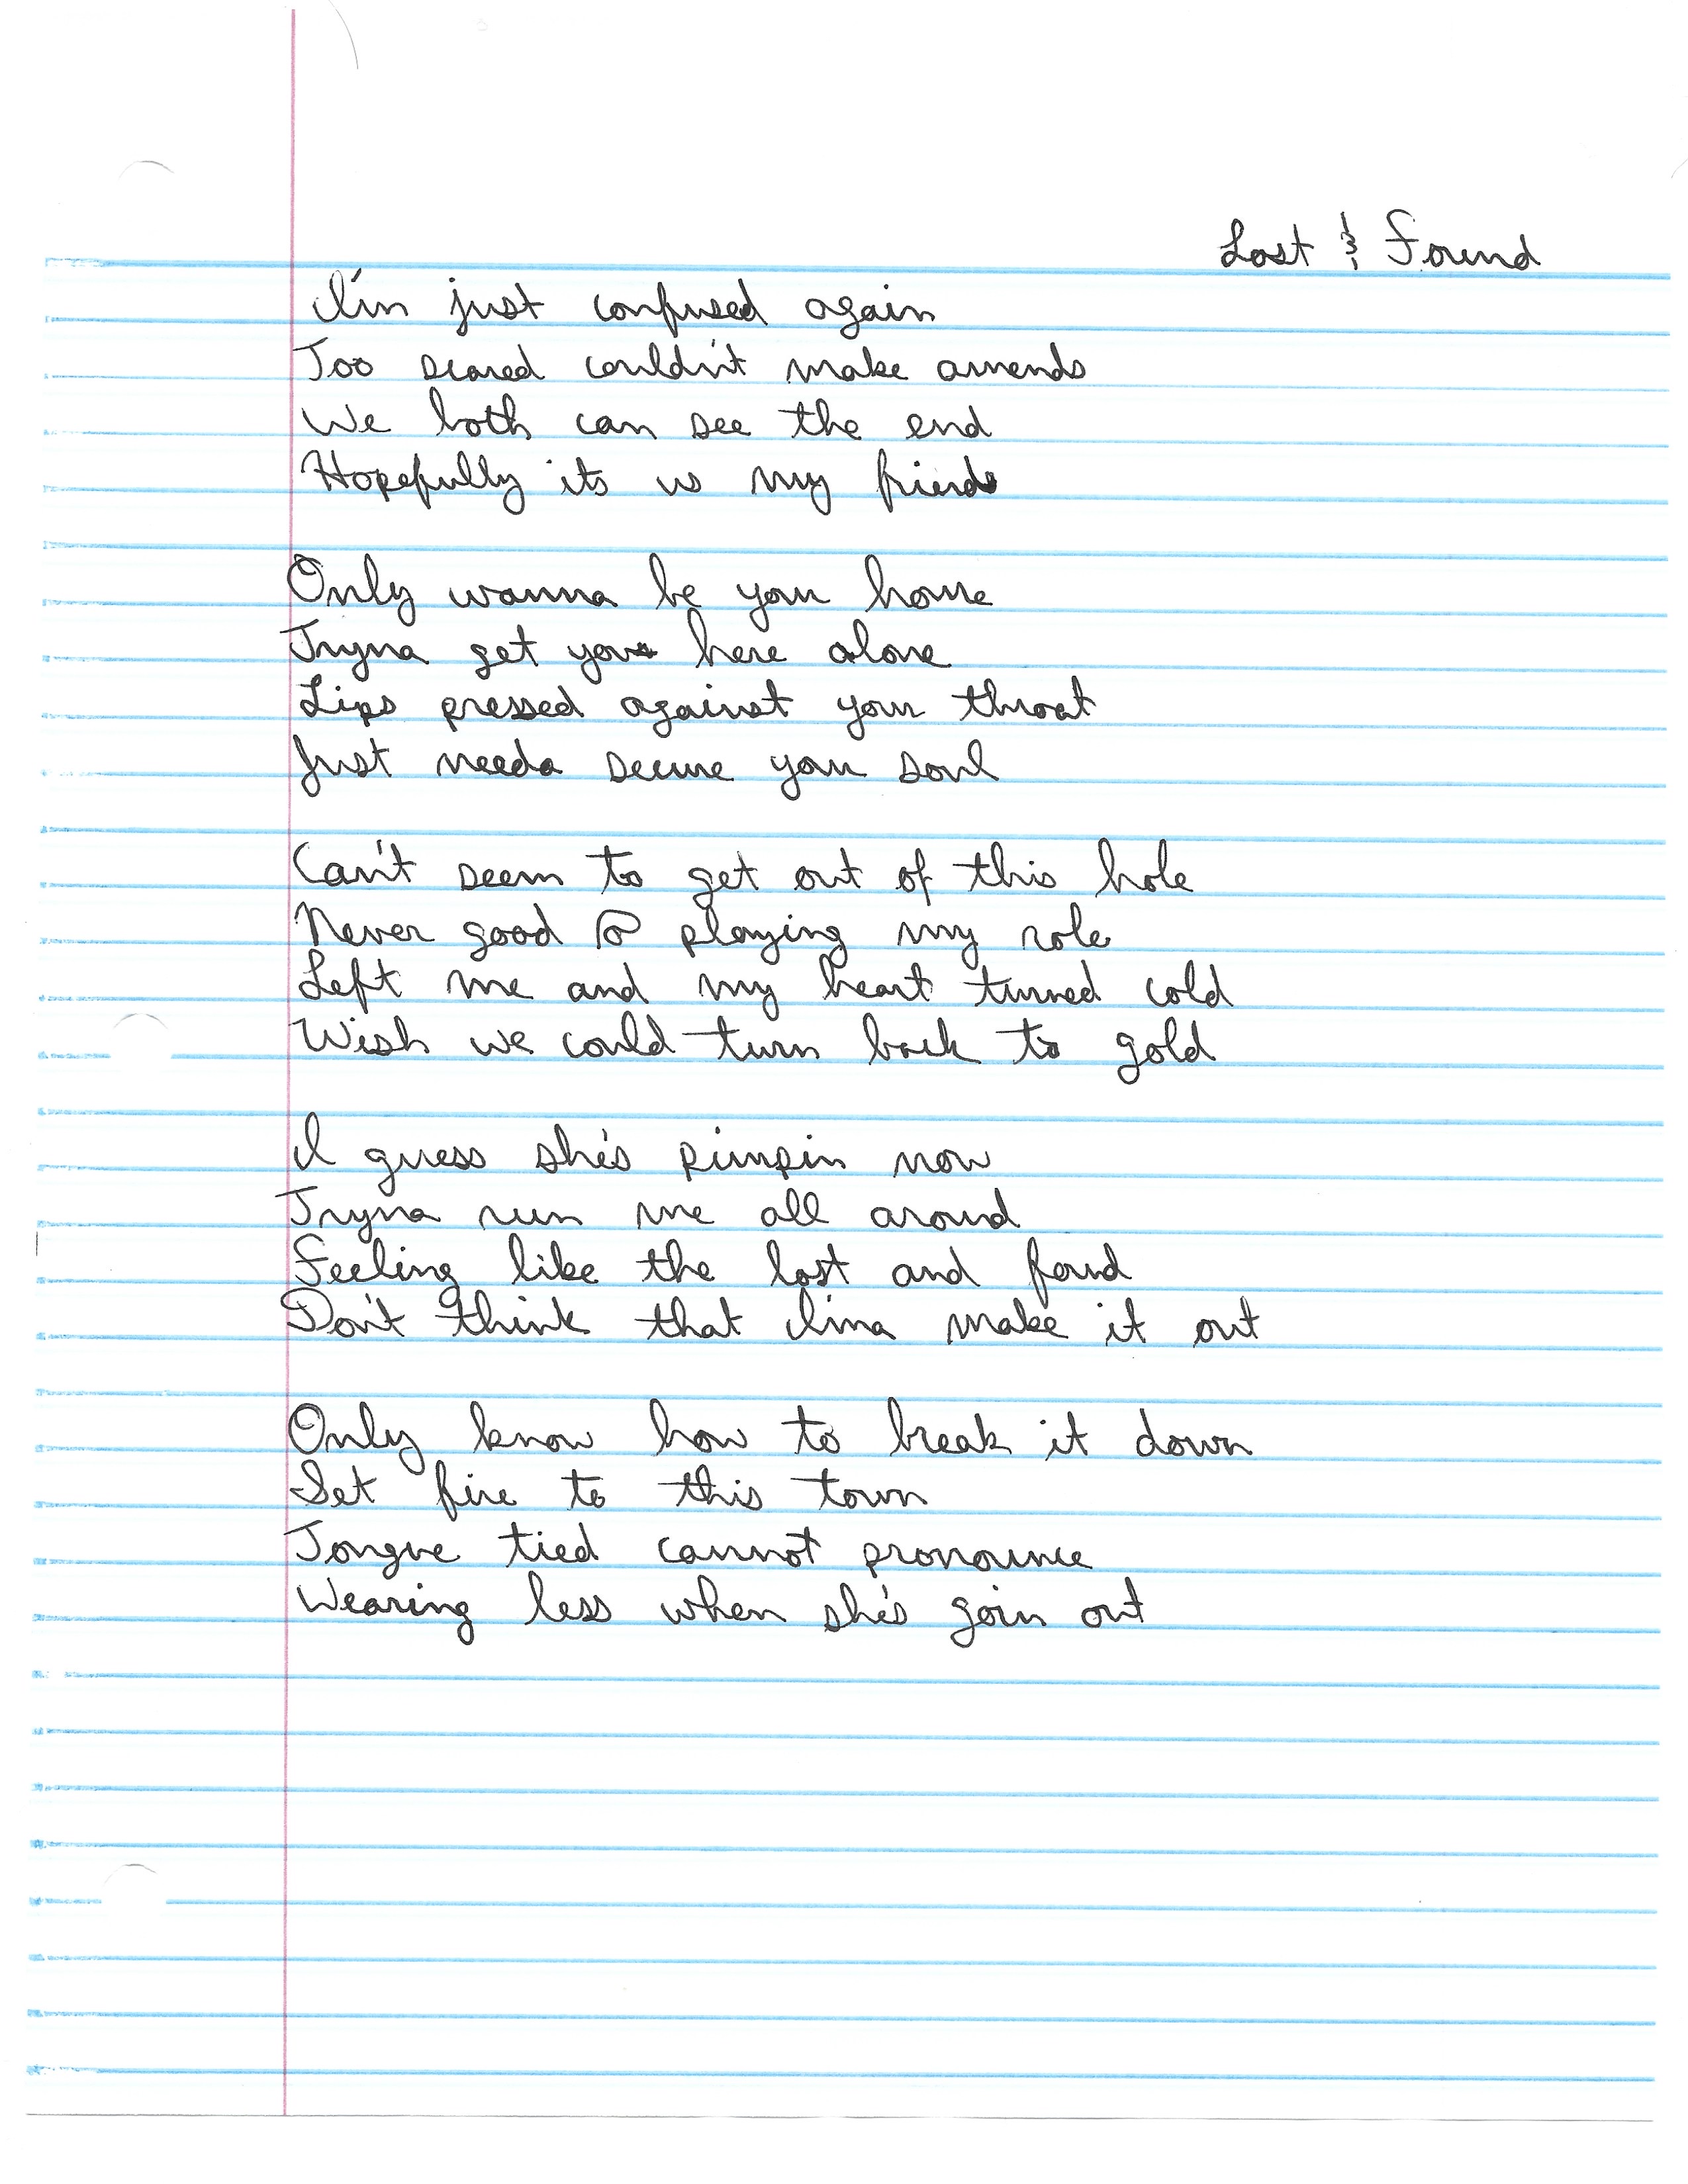 Lost & Found
I'm just confused again
Too scared couldn't make amends
We both can see the end
Hopefully its us my friend
Only wanna be your home
Tryna get you here alone
Lips pressed against your throat
Just needa secure your soul
Can't seem to get out of this hole
Never good @ playing my role
Left me and my heart turned cold
Wish we could turn back to gold
I guess she's pimpin now
Tryna run me all around
Feeling like the lost and found
Don't think that I'ma make it out
Only know how to break it down
Set fire to this town
Tongue tied cannot pronounce
Wearing less when she's goin out